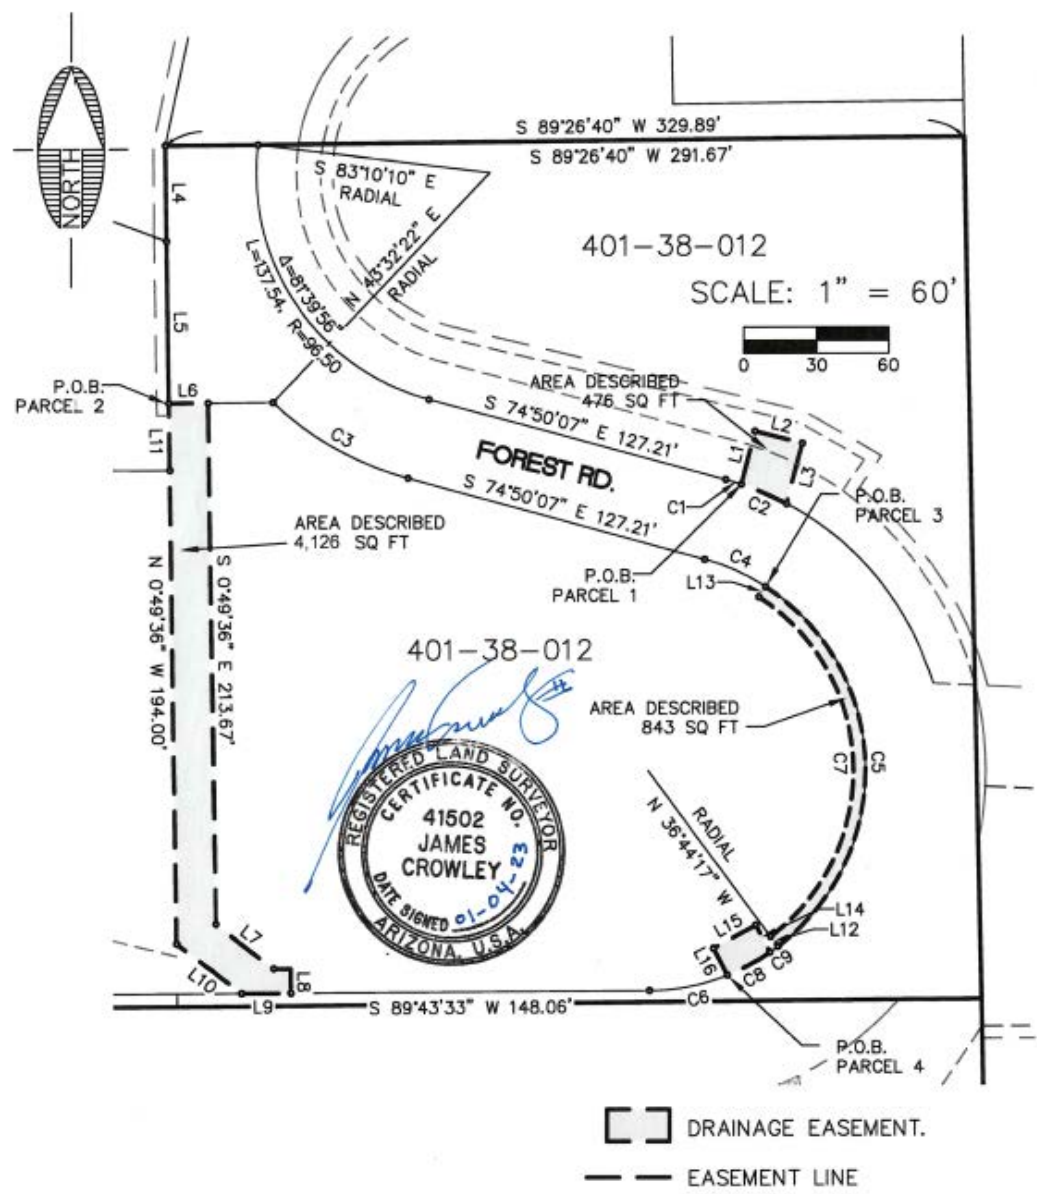 NORTH
S 89°26'40" W 329.89'
S 89°26'40" W 291.67'
S 83°10'10" E
RADIAL
N 43°32'22" E
RADIAL
L4
L5
401-38-012
SCALE: 1" = 60'
0 30 60
Δ=81°39'56"
L=137.54, R=96.50
P.O.B.
PARCEL 2
L6
L11
AREA DESCRIBED
476 SQ FT
S 74°50'07" E 127.21'
FOREST RD.
S 74°50'07" E 127.21'
C3
L1
L2
L3
C1
C2
P.O.B.
PARCEL 3
AREA DESCRIBED
4,126 SQ FT
C4
L13
P.O.B.
PARCEL 1
N 0°49'36" W 194.00'
S 0°49'36" E 213.67'
401-38-012
AREA DESCRIBED
843 SQ FT
C7
C5
RADIAL
N 36°44'17" W
REGISTERED LAND SURVEYOR
CERTIFICATE NO.
41502
JAMES
CROWLEY
DATE SIGNED 01-04-23
ARIZONA, U.S.A.
L14
L12
L15
L16
C8
C9
L7
L8
L10
L9
S 89°43'33" W 148.06'
C6
P.O.B.
PARCEL 4
DRAINAGE EASEMENT.
EASEMENT LINE